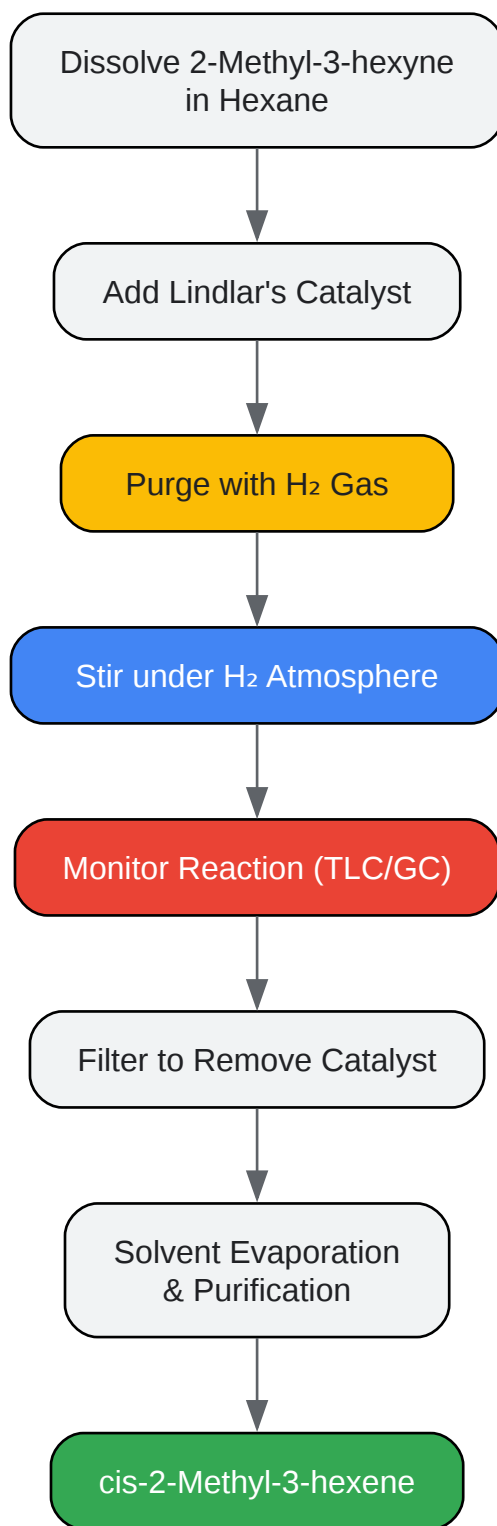 Dissolve 2-Methyl-3-hexyne
in Hexane
Add Lindlar's Catalyst
Purge with H₂ Gas
Stir under H₂ Atmosphere
Monitor Reaction (TLC/GC)
Filter to Remove Catalyst
Solvent Evaporation
& Purification
cis-2-Methyl-3-hexene